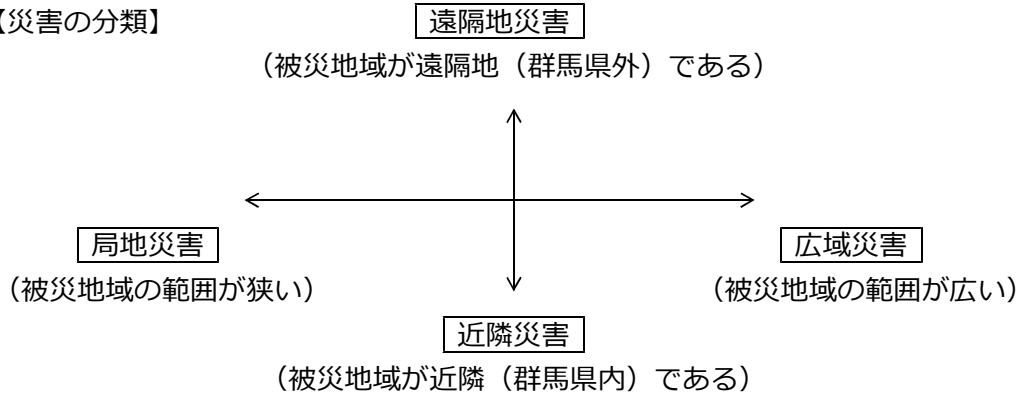 【災害の分類】
遠隔地災害
（被災地域が遠隔地（群馬県外）である）
局地災害
（被災地域の範囲が狭い）
広域災害
（被災地域の範囲が広い）
近隣災害
（被災地域が近隣（群馬県内）である）